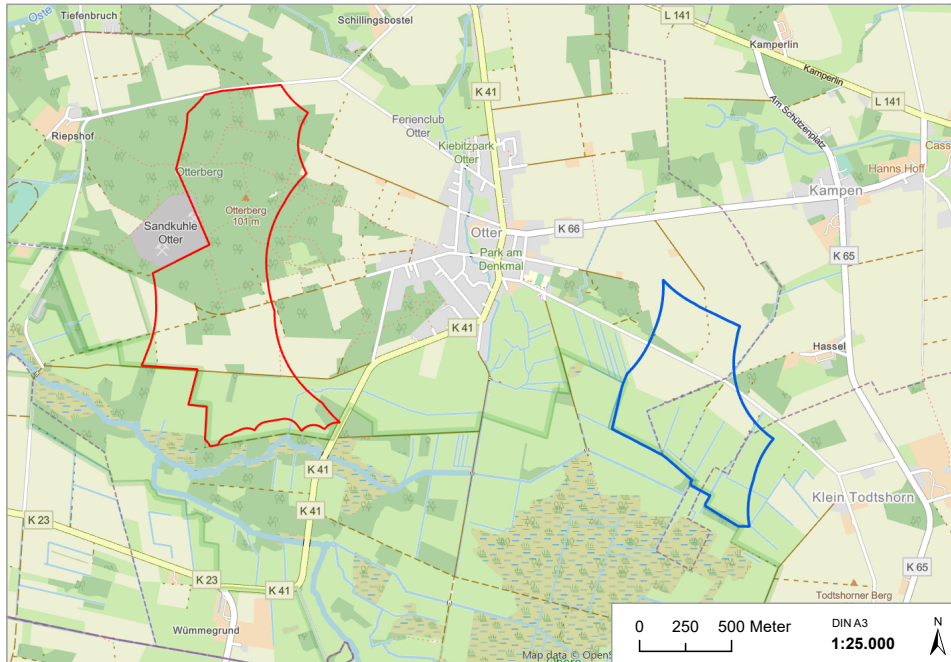 Oste
Tiefenbruch
Schillingsbostel
L 141
Kamperlin
Kamperlin
K 41
L 141
Am Schützenplatz
Riepshof
Ferienclub
Otter
Kiebitzpark
Otter
Hanns Hoff
Otterberg
Kampen
Otterberg
101 m
Sandkuhle
Otter
Otter
K 66
Park am
Denkmal
K 65
K 41
Hassel
K 41
Klein Todtshorn
K 41
K 23
K 23
K 41
K 65
Todtshorner Berg
Wümmegrund
0 250 500 Meter
DIN A3
1:25.000
N
Map data ©